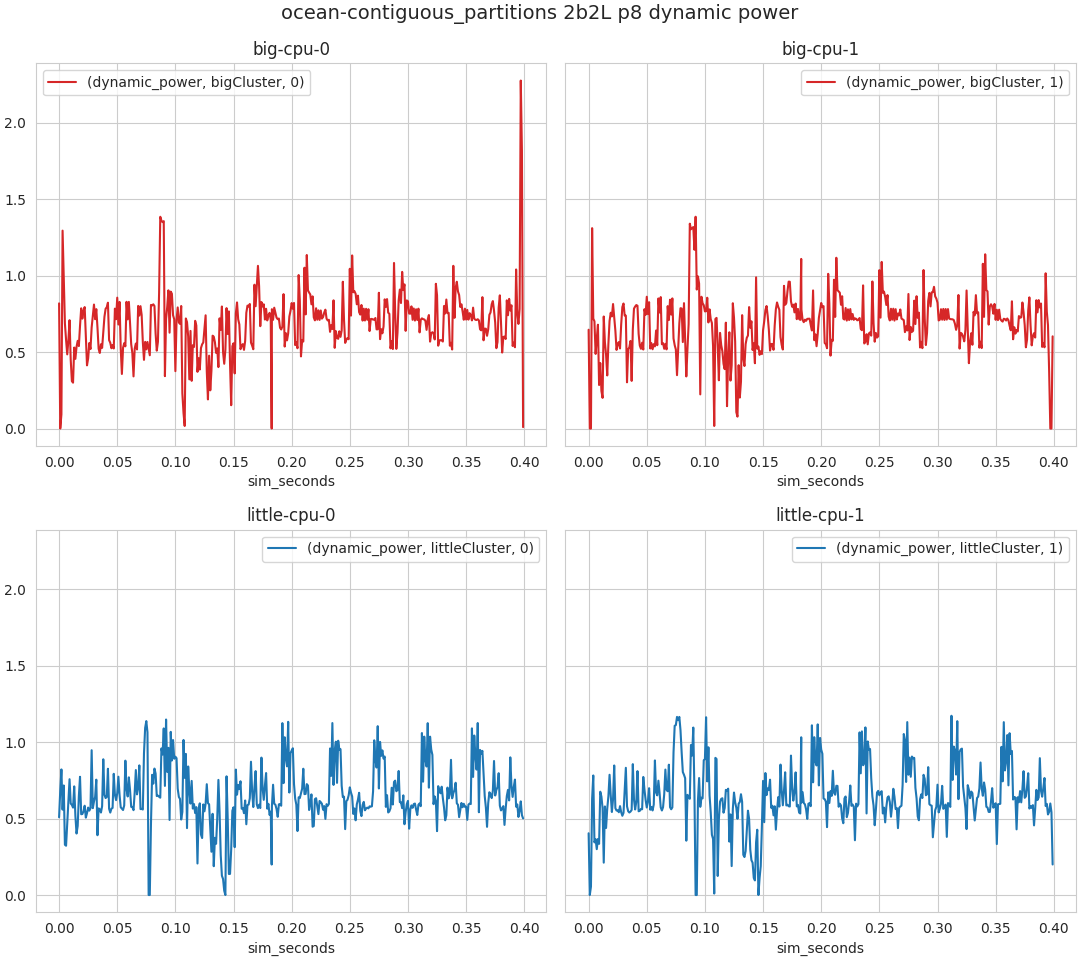 ocean-contiguous_partitions 2b2L p8 dynamic power
big-cpu-0
big-cpu-1
(dynamic_power, bigCluster, 0)
(dynamic_power, bigCluster, 1)
2.0
1.5
1.0
0.5
0.0
0.00 0.05 0.10 0.15 0.20 0.25 0.30 0.35 0.40
0.00 0.05 0.10 0.15 0.20 0.25 0.30 0.35 0.40
sim_seconds
sim_seconds
little-cpu-0
little-cpu-1
(dynamic_power, littleCluster, 0)
(dynamic_power, littleCluster, 1)
2.0
1.5
1.0
0.5
0.0
0.00 0.05 0.10 0.15 0.20 0.25 0.30 0.35 0.40
0.00 0.05 0.10 0.15 0.20 0.25 0.30 0.35 0.40
sim_seconds
sim_seconds